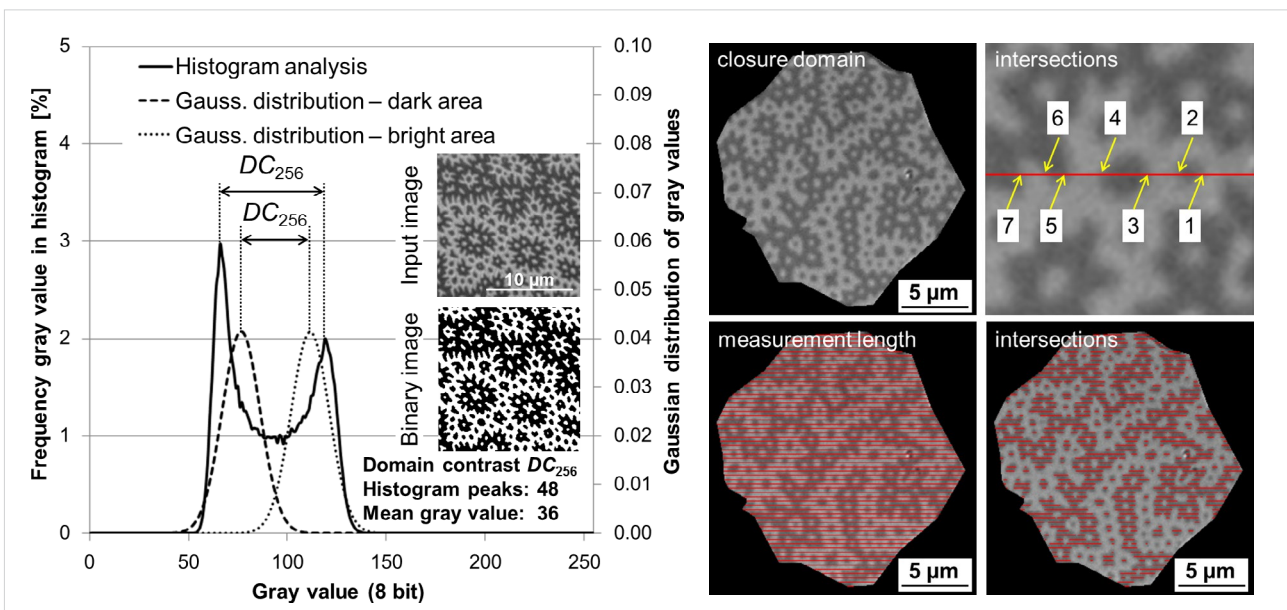 5
4
3
2
1
0
Frequency gray value in histogram [%]
0
50
100
150
200
250
Gray value (8 bit)
0.10
0.09
0.08
0.07
0.06
0.05
0.04
0.03
0.02
0.01
0.00
Gaussian distribution of gray values
Histogram analysis
Gauss. distribution – dark area
Gauss. distribution – bright area
DC256
DC256
Input image
10 µm
Binary image
Domain contrast DC256
Histogram peaks: 48
Mean gray value: 36
closure domain
5 µm
intersections
6
4
2
7
5
3
1
measurement length
5 µm
intersections
5 µm